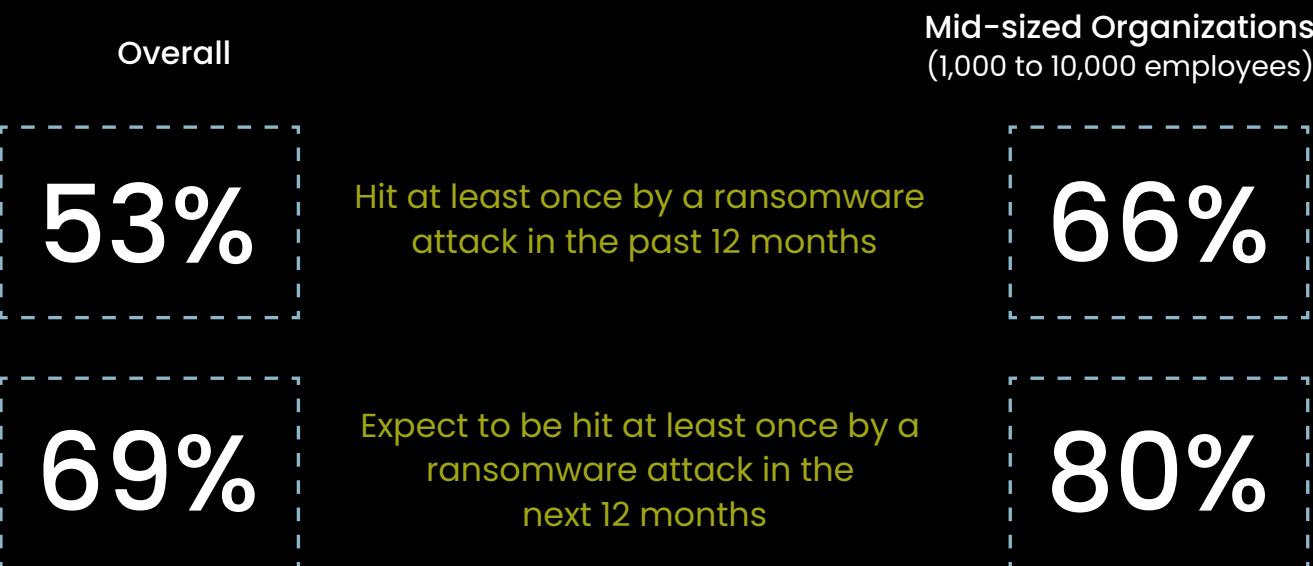 Overall
Mid-sized Organizations
(1,000 to 10,000 employees)
53%
Hit at least once by a ransomware
attack in the past 12 months
66%
69%
Expect to be hit at least once by a
ransomware attack in the
next 12 months
80%